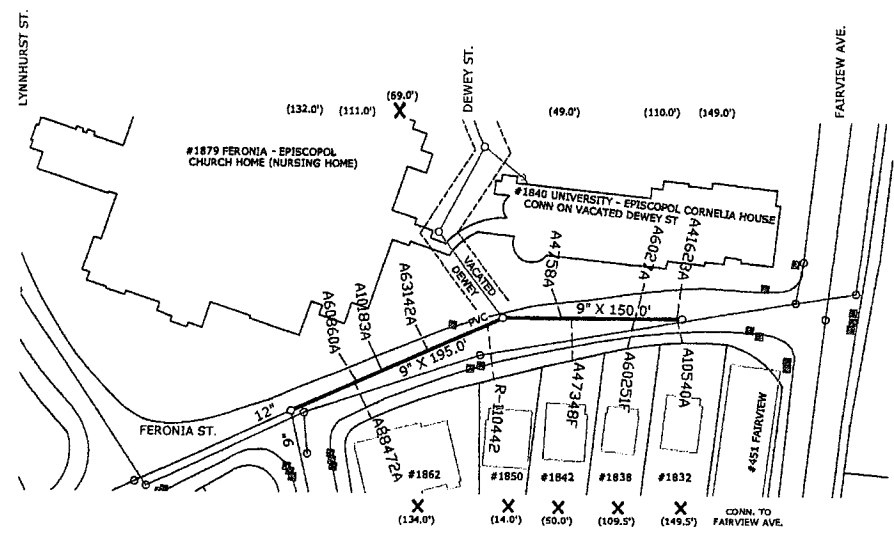 LYNNHURST ST.
DEWEY ST.
FAIRVIEW AVE.
(132.0')
(111.0')
(69.0')
X
(49.0')
(110.0')
(149.0')
#1879 FERONIA - EPISCOPOL
CHURCH HOME (NURSING HOME)
#1840 UNIVERSITY - EPISCOPOL CORNELIA HOUSE
CONN ON VACATED DEWEY ST
VACATED
DEWEY
A60860A
A10183A
A63142A
A4758A
A6027A
A41628A
PVC
9" X 195.0'
9" X 150.0'
12"
9"
FERONIA ST.
A88472A
R-110442
A47348F
A60251F
A10540A
#1862
#1850
#1842
#1838
#1832
#451 FAIRVIEW
X
X
X
X
X
(134.0')
(14.0')
(50.0')
(109.5')
(149.5')
CONN. TO
FAIRVIEW AVE.